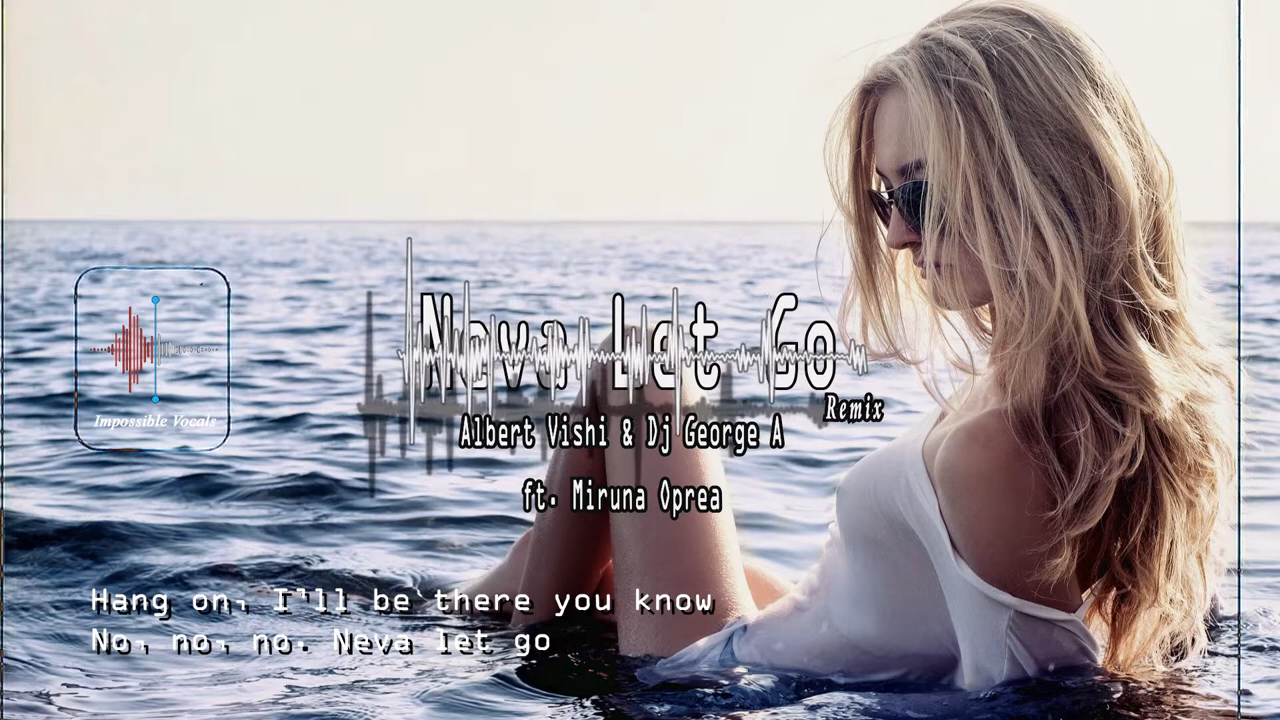 Neva Let Go
Remix
Albert Vishi & Dj George A
ft. Miruna Oprea
Impossible Vocals
Hang on, I'll be there you know
No, no, no. Neva let go